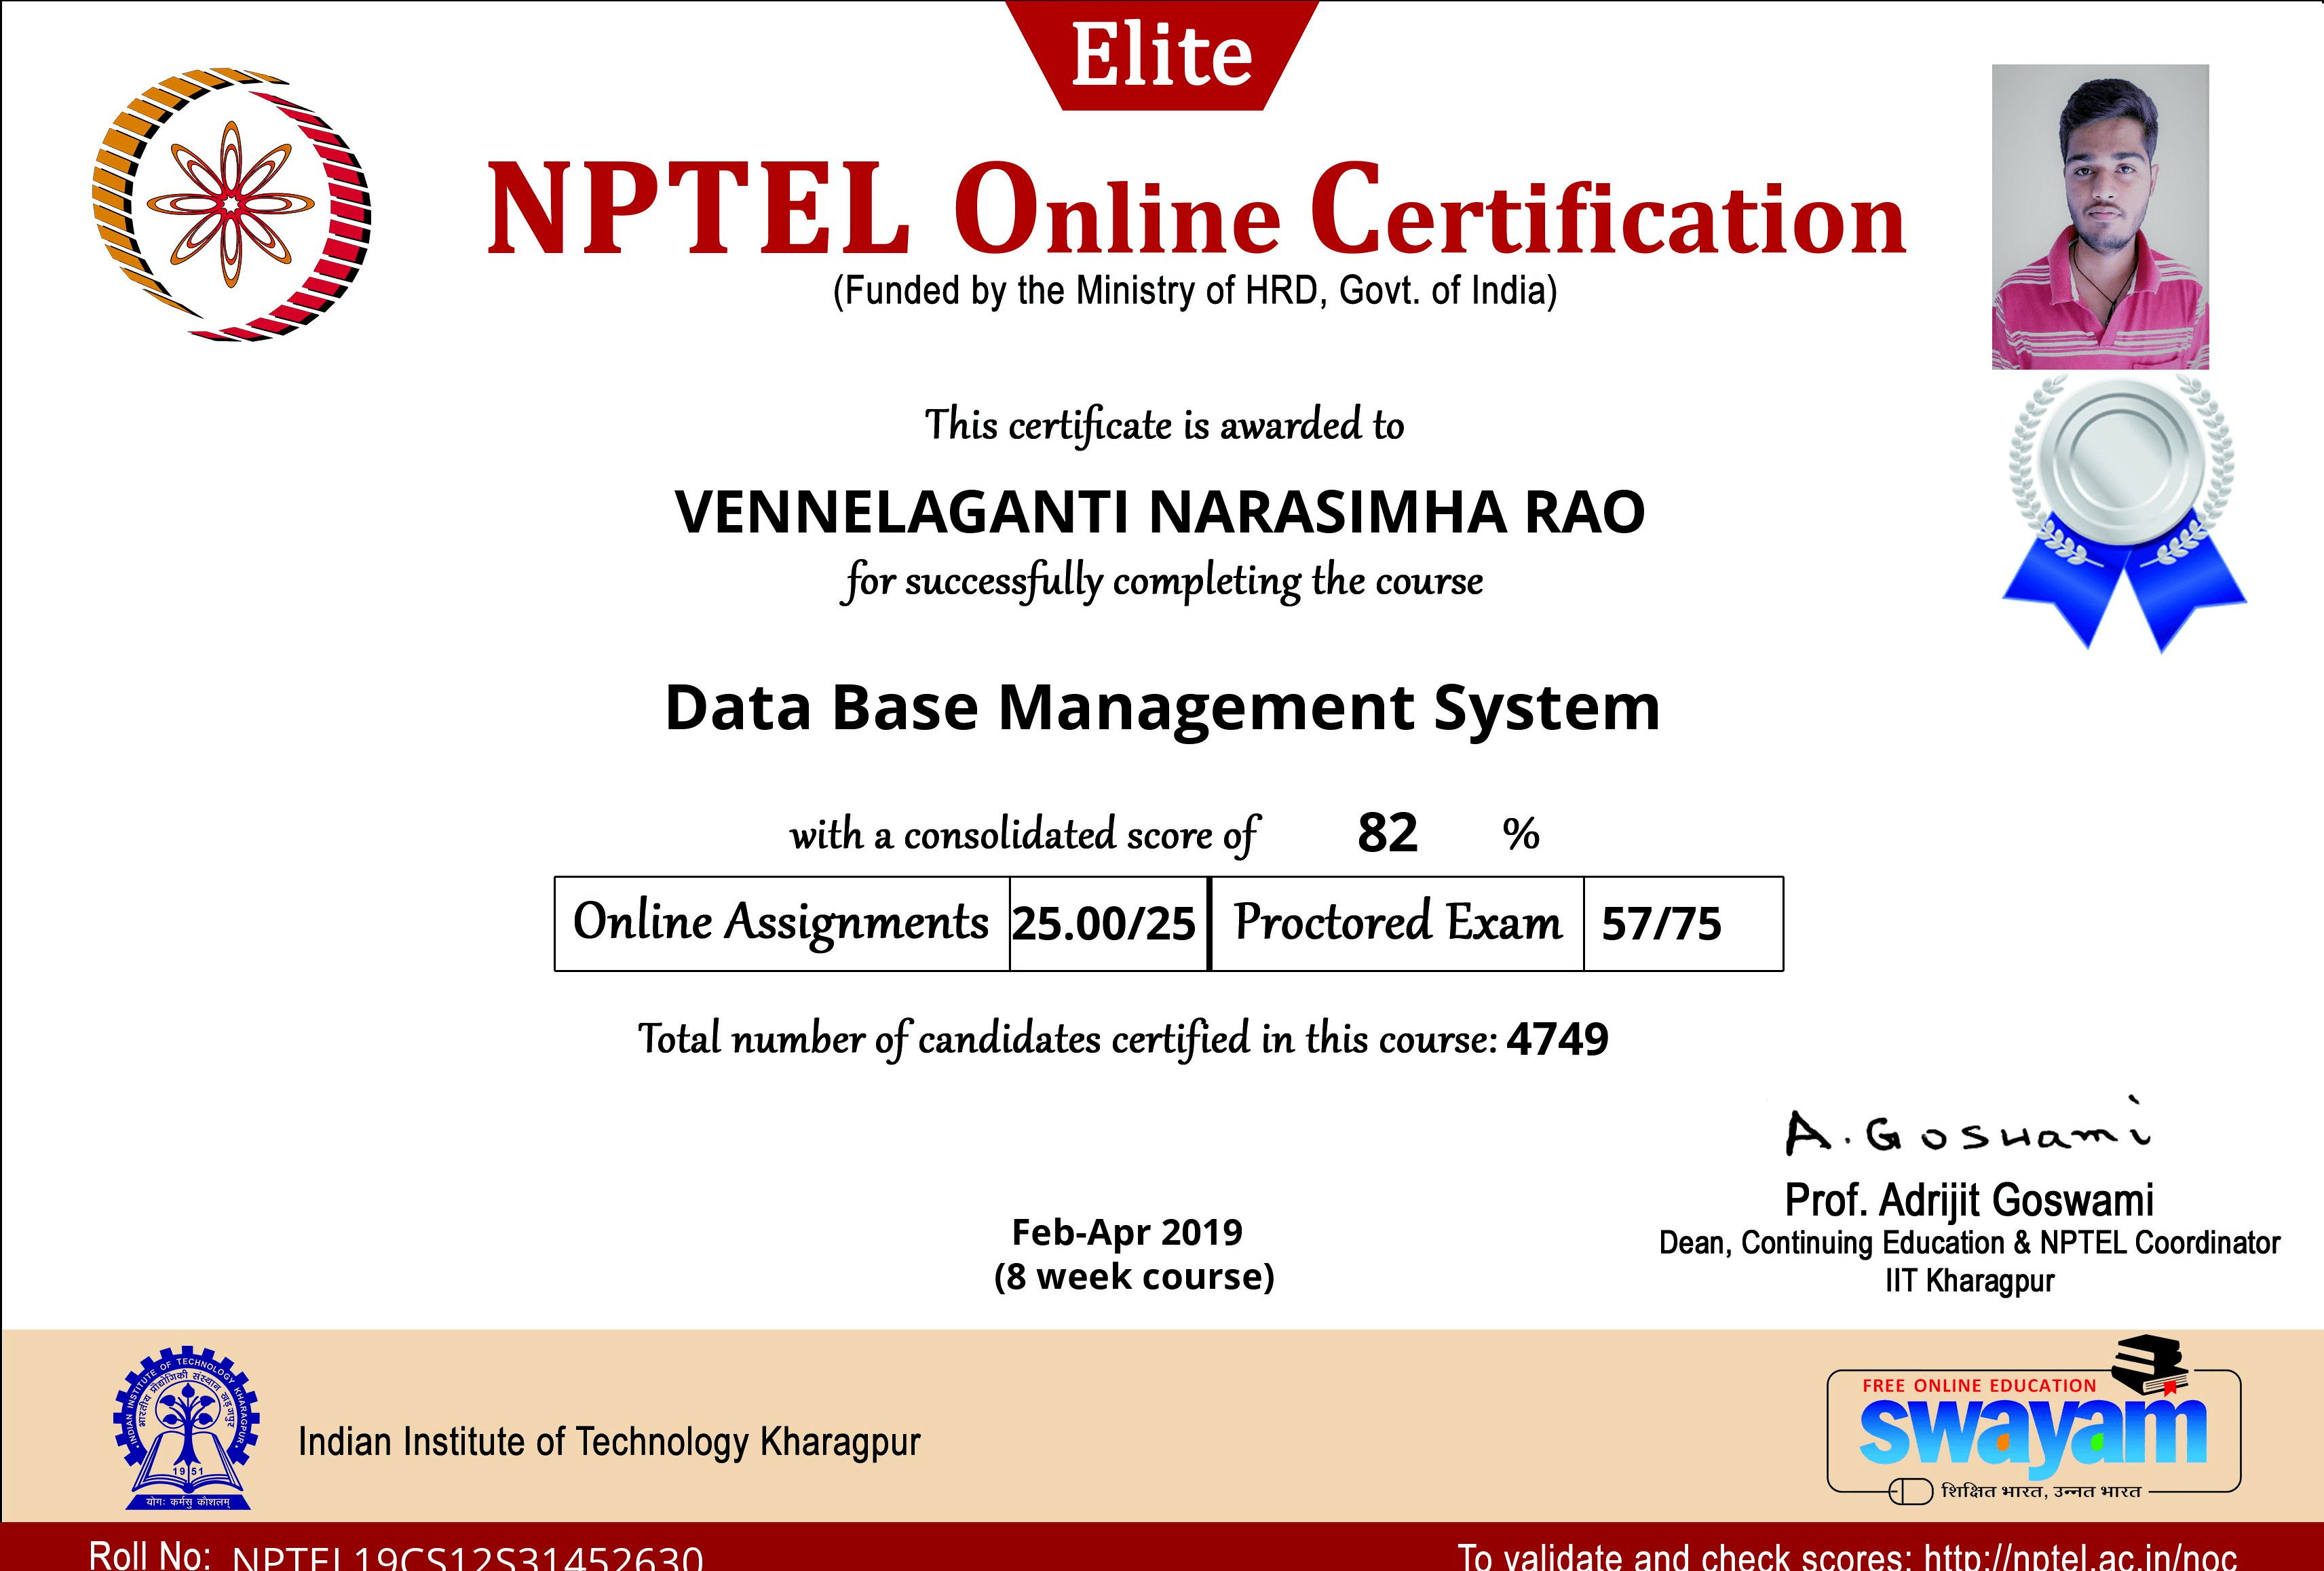 Elite
NPTEL Online Certification
(Funded by the Ministry of HRD, Govt. of India)
This certificate is awarded to
VENNELAGANTI NARASIMHA RAO
for successfully completing the course
Data Base Management System
with a consolidated score of 82 %
Online Assignments 25.00/25 Proctored Exam 57/75
Total number of candidates certified in this course: 4749
A. Goswami
Prof. Adrijit Goswami
Dean, Continuing Education & NPTEL Coordinator
IIT Kharagpur
Feb-Apr 2019
(8 week course)
INDIAN INSTITUTE OF TECHNOLOGY KHARAGPUR
भारतीय प्रौद्योगिकी संस्थान खड़गपुर
1951
योगः कर्मसु कौशलम्
Indian Institute of Technology Kharagpur
FREE ONLINE EDUCATION
swayam
शिक्षित भारत, उन्नत भारत
Roll No: NPTEL19CS12S31452630
To validate and check scores: http://nptel.ac.in/noc